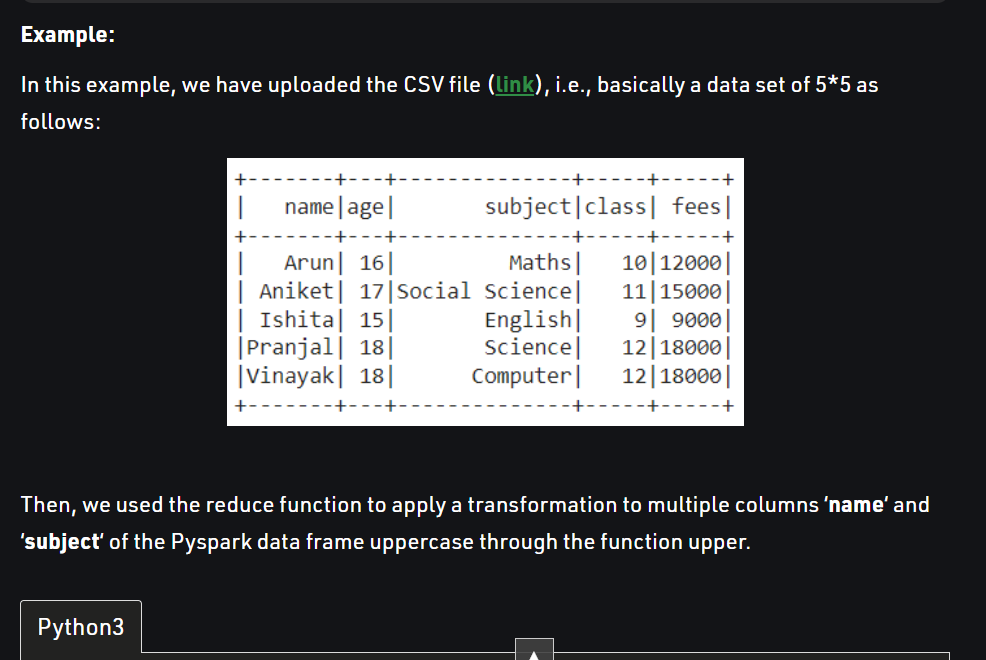 Example:
In this example, we have uploaded the CSV file (link), i.e., basically a data set of 5*5 as
follows:
+-------+---+--------------+-----+-----+
|   name|age|       subject|class| fees|
+-------+---+--------------+-----+-----+
|   Arun| 16|         Maths|   10|12000|
| Aniket| 17|Social Science|   11|15000|
| Ishita| 15|       English|    9| 9000|
|Pranjal| 18|       Science|   12|18000|
|Vinayak| 18|      Computer|   12|18000|
+-------+---+--------------+-----+-----+
Then, we used the reduce function to apply a transformation to multiple columns 'name' and
'subject' of the Pyspark data frame uppercase through the function upper.
Python3